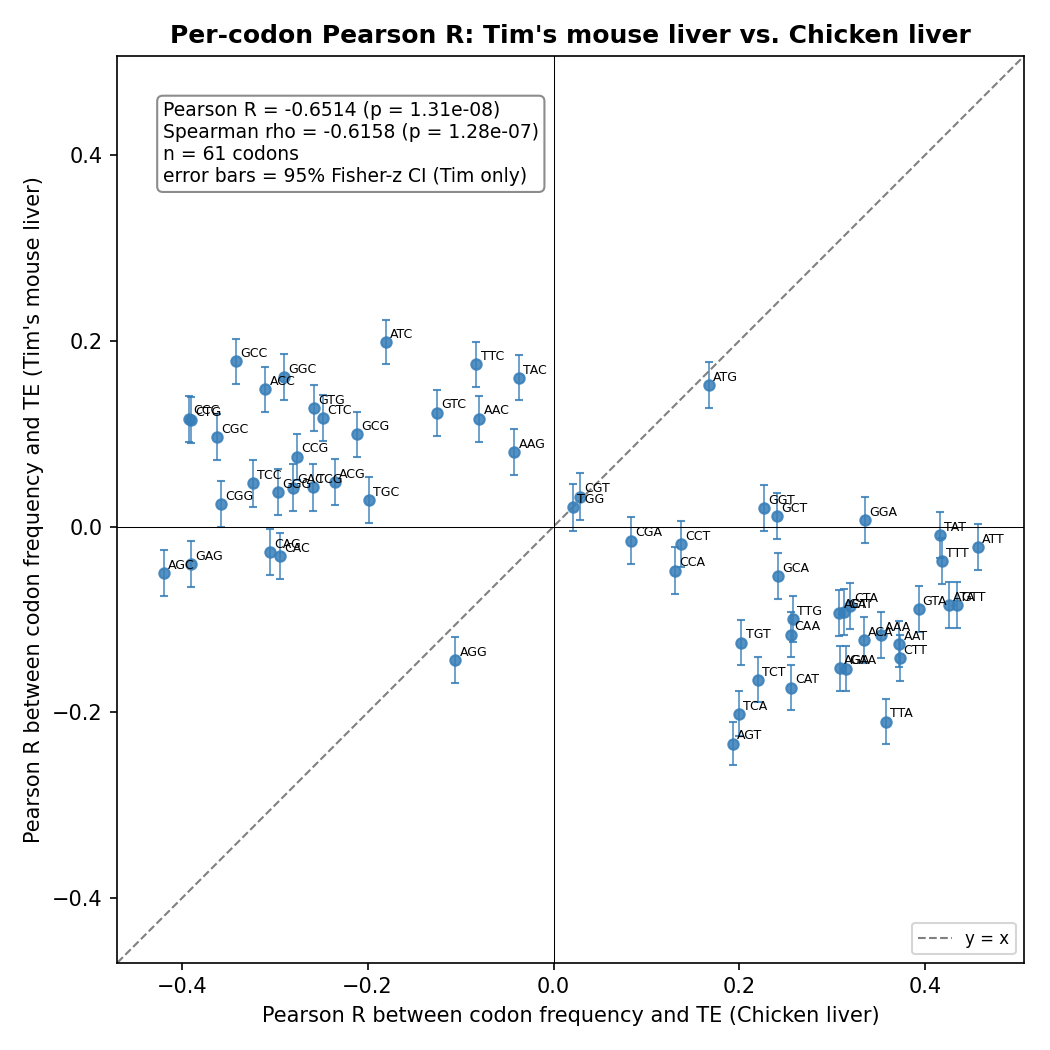 Per-codon Pearson R: Tim's mouse liver vs. Chicken liver
Pearson R = -0.6514 (p = 1.31e-08)
Spearman rho = -0.6158 (p = 1.28e-07)
n = 61 codons
error bars = 95% Fisher-z CI (Tim only)
Pearson R between codon frequency and TE (Tim's mouse liver)
0.4
0.2
0.0
−0.2
−0.4
ATC
GCC
TTC
GGC
TAC
ACC
ATG
GTG
CTG
CTC
GTC
AAC
GCG
CGC
AAG
CCG
TCC
ACG
GGG
TGC
CGG
CGT
TGG
GGT
GCT
GGA
TAT
ATT
CGA
CCT
CAG
CAC
AGC
GAG
CCA
GCA
TTT
TTG
CTA
GTA
ATA
GTT
CAA
TGT
ACA
AAA
AAT
CTT
AGG
GAA
TCT
CAT
TCA
TTA
AGT
y = x
−0.4
−0.2
0.0
0.2
0.4
Pearson R between codon frequency and TE (Chicken liver)